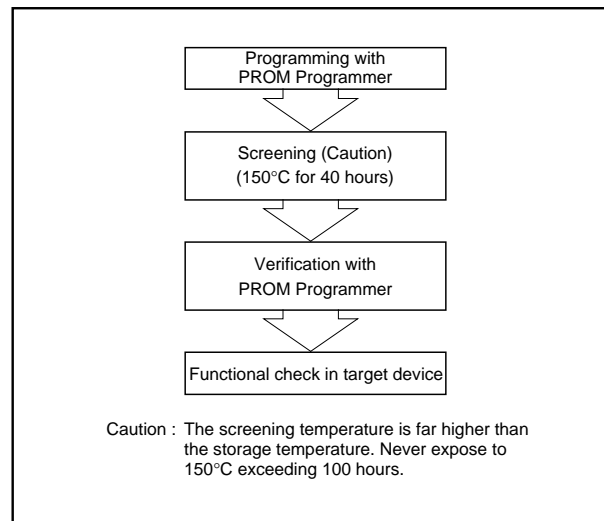 Programming with
PROM Programmer
Screening (Caution)
(150°C for 40 hours)
Verification with
PROM Programmer
Functional check in target device
Caution : The screening temperature is far higher than
the storage temperature. Never expose to
150°C exceeding 100 hours.